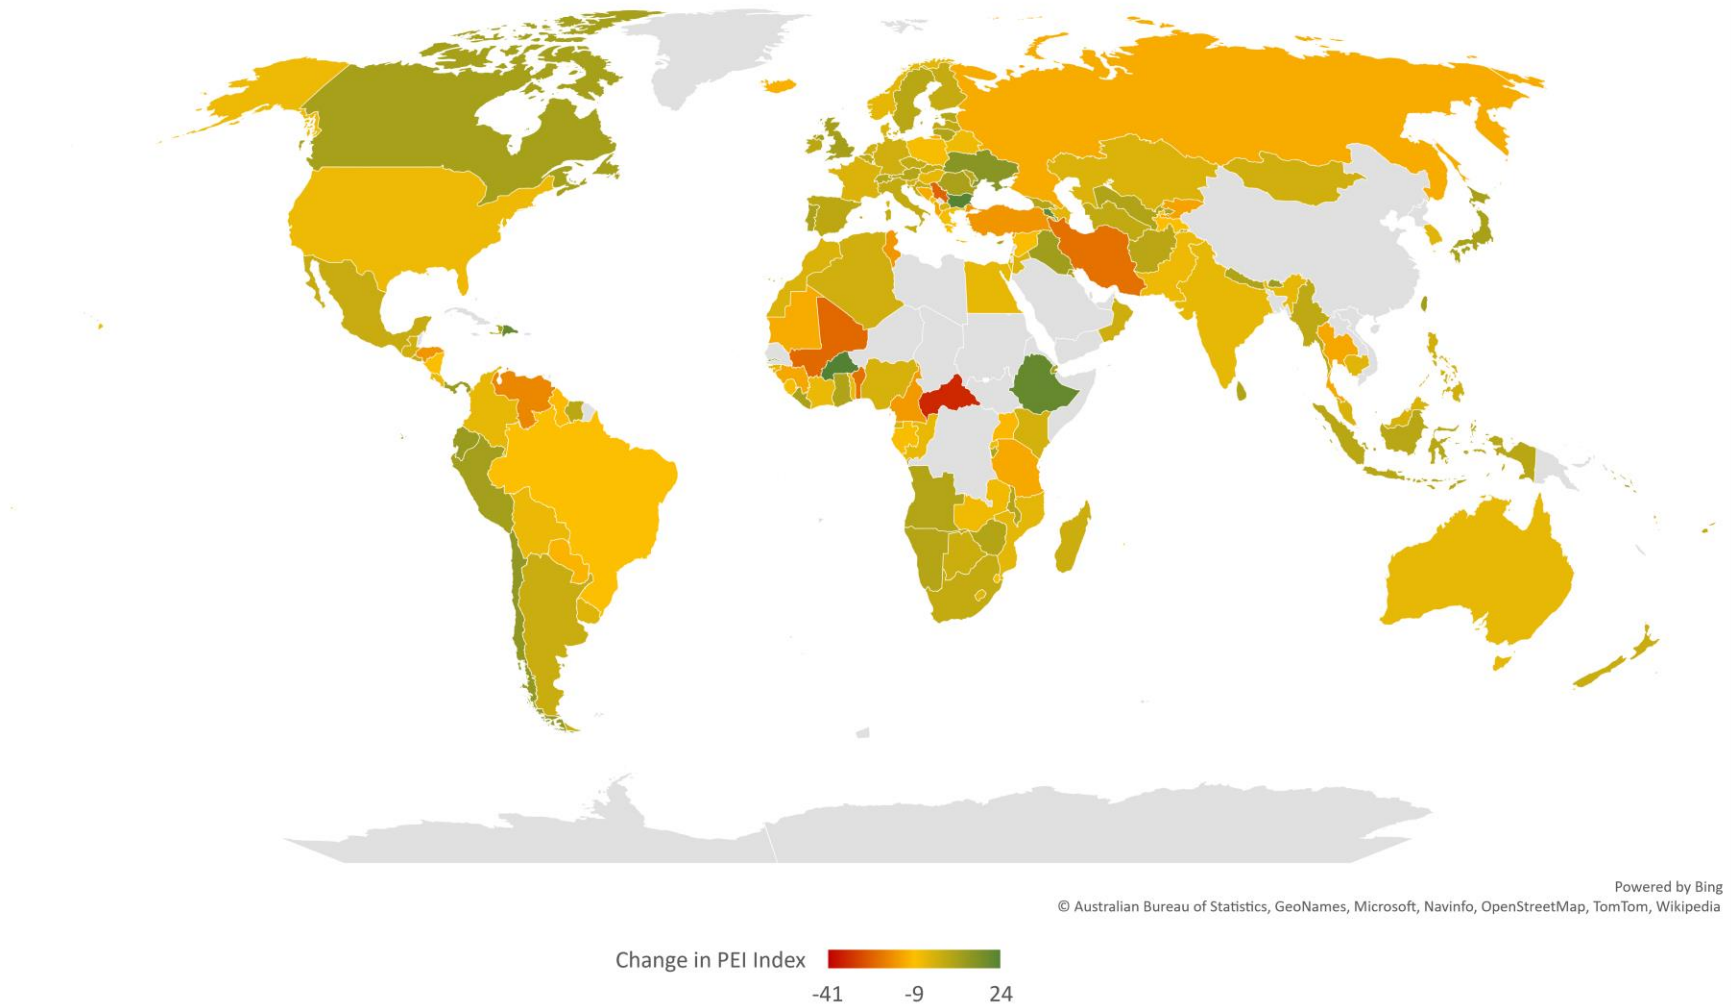 Powered by Bing
© Australian Bureau of Statistics, GeoNames, Microsoft, Navinfo, OpenStreetMap, TomTom, Wikipedia
Change in PEI Index
-41 -9 24